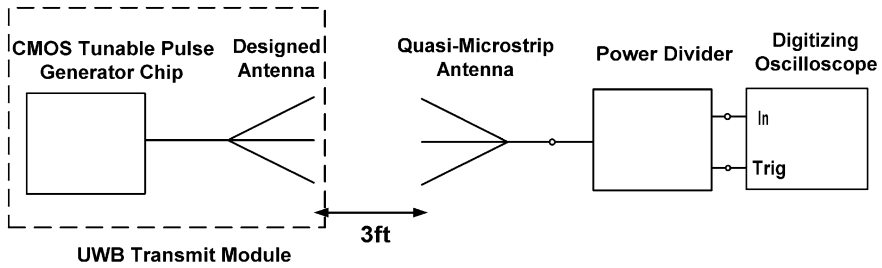 CMOS Tunable Pulse
Generator Chip
Designed
Antenna
Quasi-Microstrip
Antenna
Power Divider
Digitizing
Oscilloscope
In
Trig
3ft
UWB Transmit Module